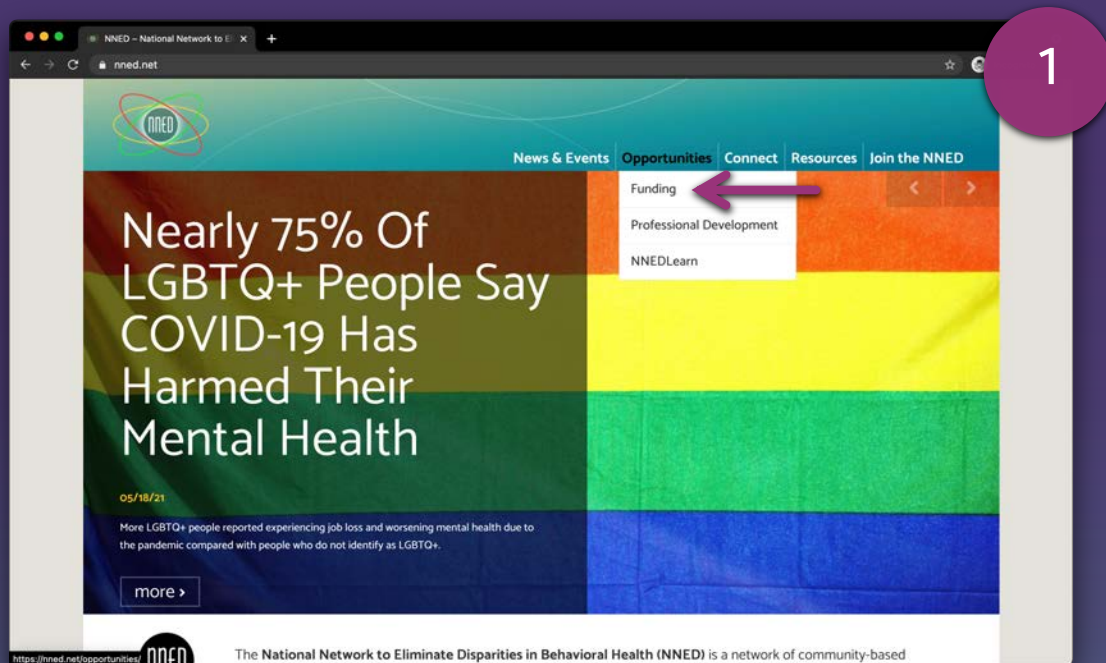 1
NNED – National Network to El
nned.net
nned
News & Events Opportunities Connect Resources Join the NNED
Funding
Professional Development
NNEDLearn
Nearly 75% Of
LGBTQ+ People Say
COVID-19 Has
Harmed Their
Mental Health
05/18/21
More LGBTQ+ people reported experiencing job loss and worsening mental health due to
the pandemic compared with people who do not identify as LGBTQ+.
more >
The National Network to Eliminate Disparities in Behavioral Health (NNED) is a network of community-based
nned
https://nned.net/opportunities/